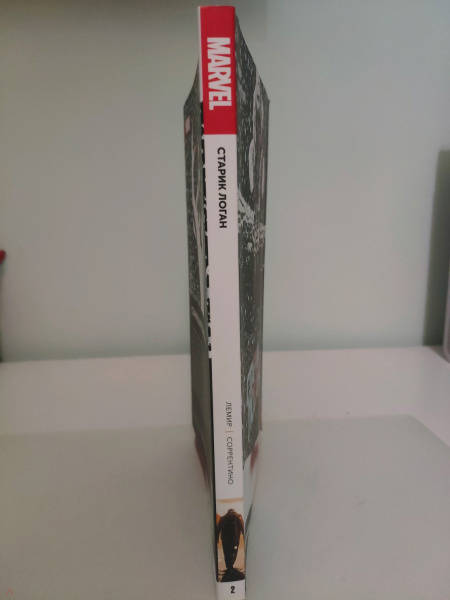 MARVEL
СТАРИК ЛОГАН
ЛЕМИР | СОРРЕНТИНО
2